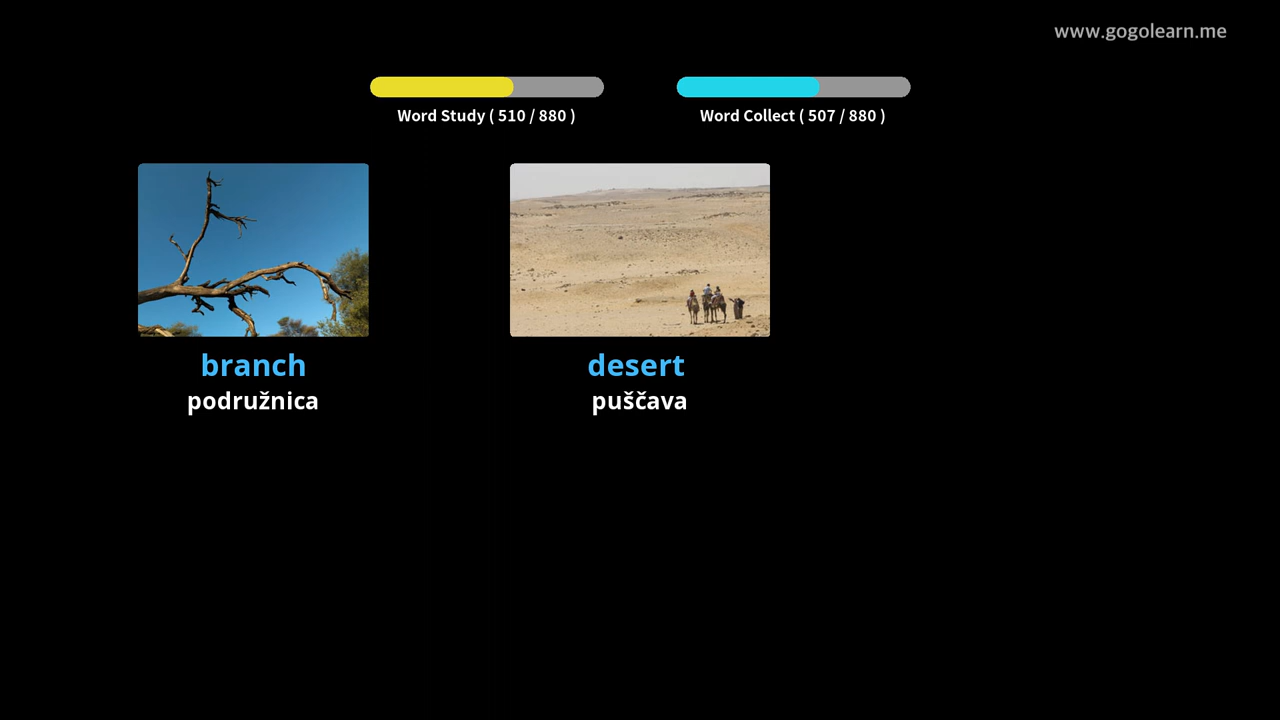 www.gogolearn.me
Word Study ( 510 / 880 )
Word Collect ( 507 / 880 )
branch
podružnica
desert
puščava